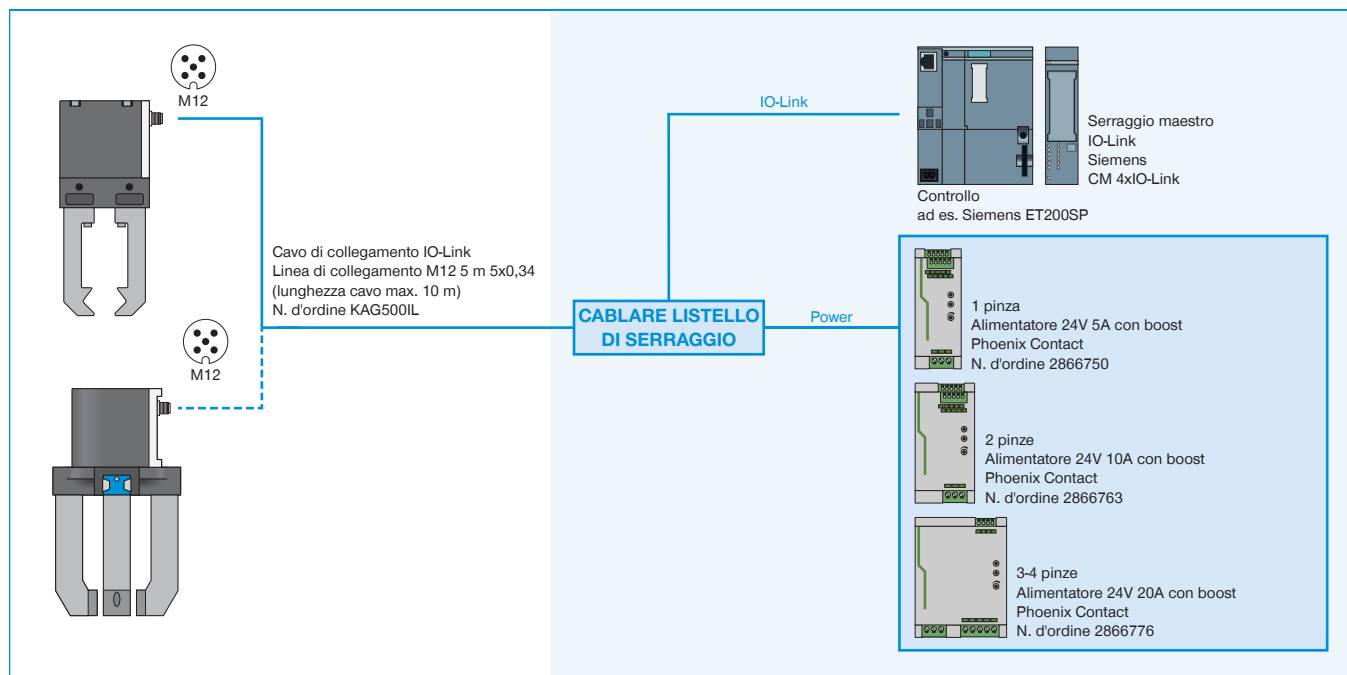 M12
M12
Cavo di collegamento IO-Link
Linea di collegamento M12 5 m 5x0,34
(lunghezza cavo max. 10 m)
N. d'ordine KAG500IL
CABLARE LISTELLO
DI SERRAGGIO
IO-Link
Power
Serraggio maestro
IO-Link
Siemens
CM 4xIO-Link
Controllo
ad es. Siemens ET200SP
1 pinza
Alimentatore 24V 5A con boost
Phoenix Contact
N. d'ordine 2866750
2 pinze
Alimentatore 24V 10A con boost
Phoenix Contact
N. d'ordine 2866763
3-4 pinze
Alimentatore 24V 20A con boost
Phoenix Contact
N. d'ordine 2866776